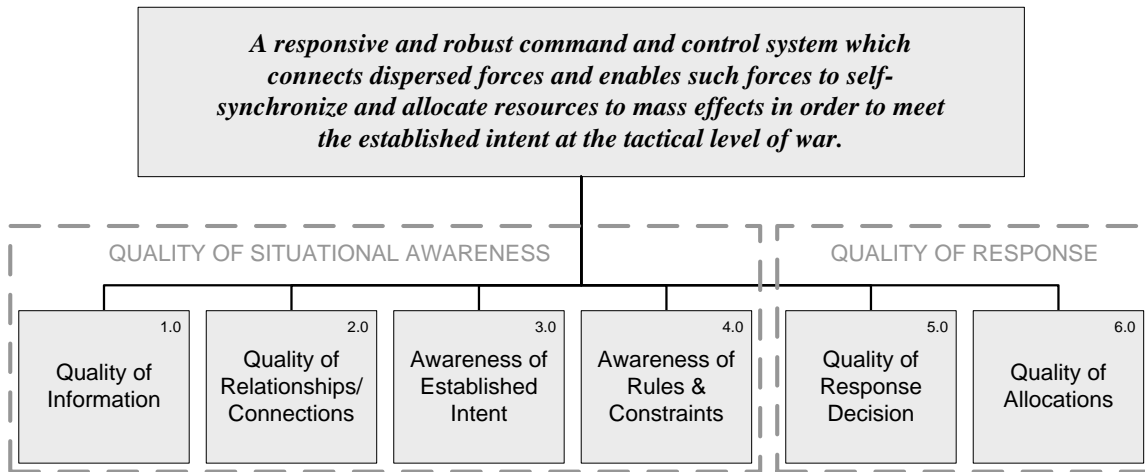 A responsive and robust command and control system which
connects dispersed forces and enables such forces to self-
synchronize and allocate resources to mass effects in order to meet
the established intent at the tactical level of war.
QUALITY OF SITUATIONAL AWARENESS
QUALITY OF RESPONSE
1.0
Quality of
Information
2.0
Quality of
Relationships/
Connections
3.0
Awareness of
Established
Intent
4.0
Awareness of
Rules &
Constraints
5.0
Quality of
Response
Decision
6.0
Quality of
Allocations